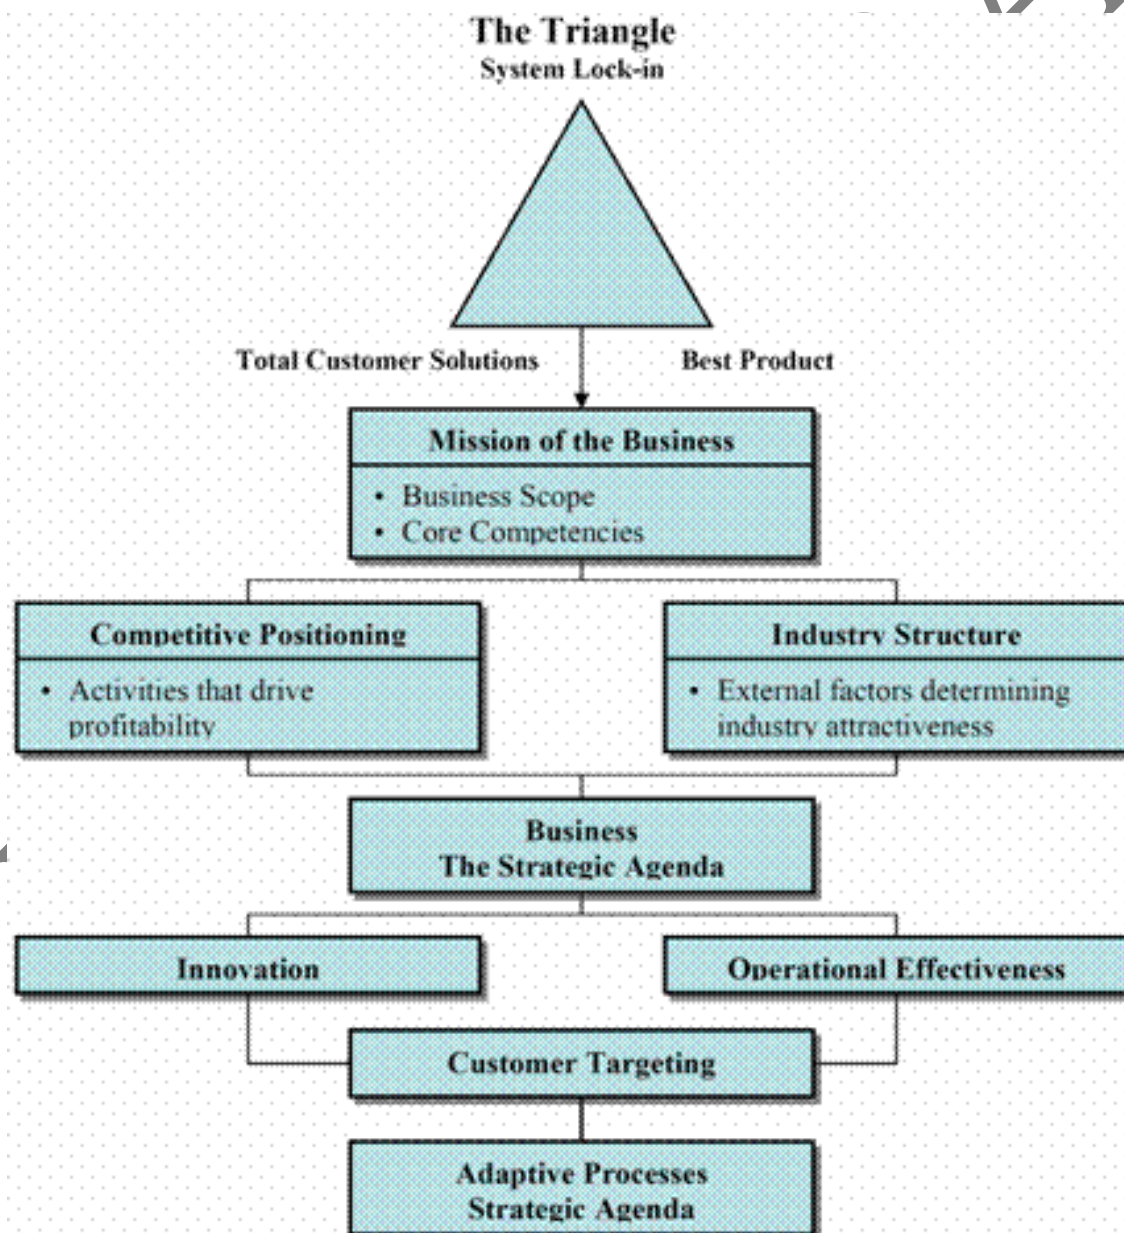 The Triangle
System Lock-in
Total Customer Solutions
Best Product
Mission of the Business
• Business Scope
• Core Competencies
Competitive Positioning
• Activities that drive
profitability
Industry Structure
• External factors determining
industry attractiveness
Business
The Strategic Agenda
Innovation
Operational Effectiveness
Customer Targeting
Adaptive Processes
Strategic Agenda